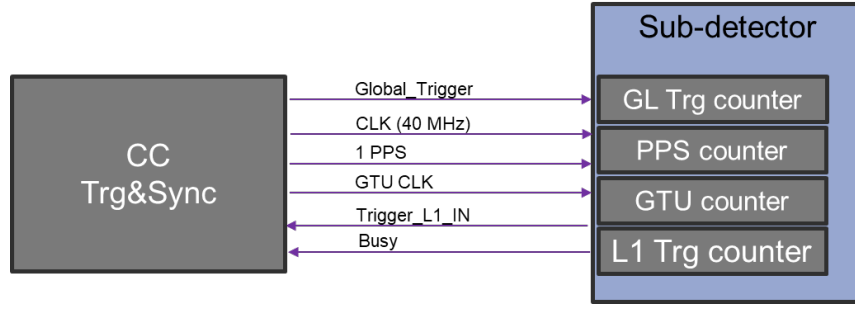 Sub-detector
CC
Trg&Sync
Global_Trigger
CLK (40 MHz)
1 PPS
GTU CLK
Trigger_L1_IN
Busy
GL Trg counter
PPS counter
GTU counter
L1 Trg counter